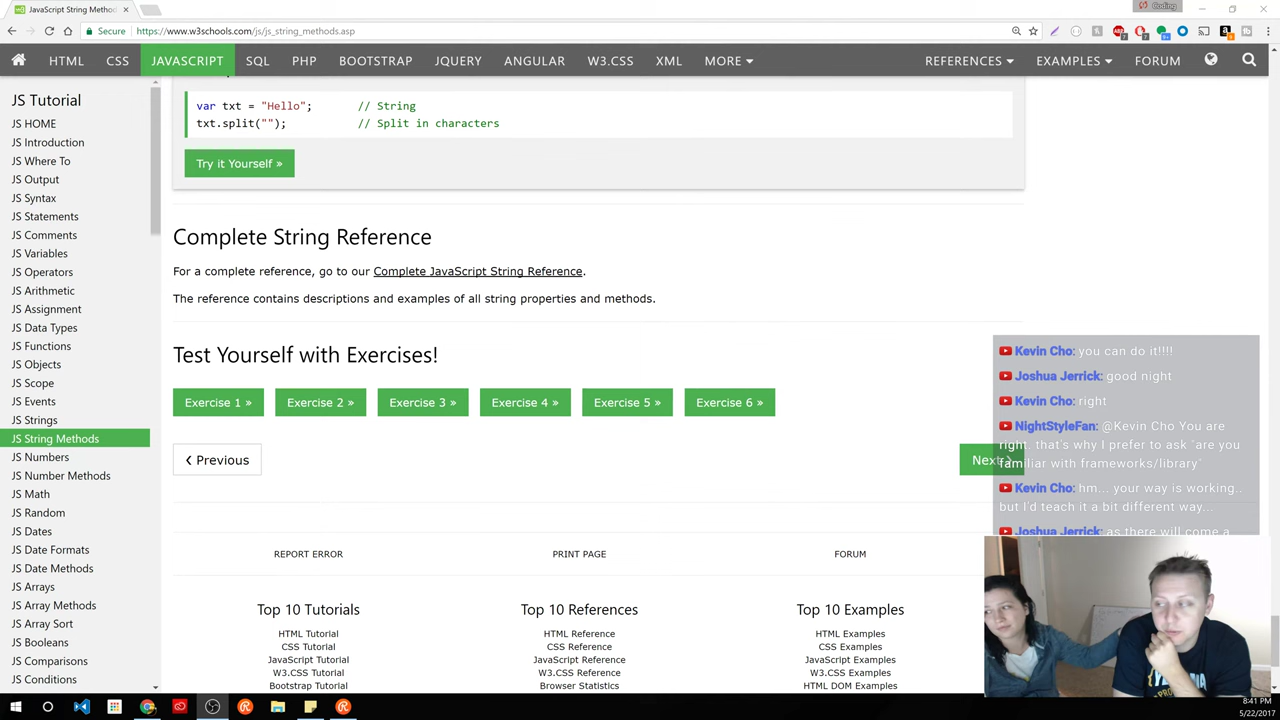 JavaScript String Metho
Coding
Secure
https://www.w3schools.com/js/js_string_methods.asp
HTML CSS JAVASCRIPT SQL PHP BOOTSTRAP JQUERY ANGULAR W3.CSS XML MORE REFERENCES EXAMPLES FORUM
JS Tutorial
JS HOME
JS Introduction
JS Where To
JS Output
JS Syntax
JS Statements
JS Comments
JS Variables
JS Operators
JS Arithmetic
JS Assignment
JS Data Types
JS Functions
JS Objects
JS Scope
JS Events
JS Strings
JS String Methods
JS Numbers
JS Number Methods
JS Math
JS Random
JS Dates
JS Date Formats
JS Date Methods
JS Arrays
JS Array Methods
JS Array Sort
JS Booleans
JS Comparisons
JS Conditions
var txt = "Hello"; // String
txt.split(""); // Split in characters
Try it Yourself »
Complete String Reference
For a complete reference, go to our Complete JavaScript String Reference.
The reference contains descriptions and examples of all string properties and methods.
Test Yourself with Exercises!
Exercise 1 » Exercise 2 » Exercise 3 » Exercise 4 » Exercise 5 » Exercise 6 »
❮ Previous
Next ❯
REPORT ERROR PRINT PAGE FORUM
Top 10 Tutorials
HTML Tutorial
CSS Tutorial
JavaScript Tutorial
W3.CSS Tutorial
Bootstrap Tutorial
Top 10 References
HTML Reference
CSS Reference
JavaScript Reference
W3.CSS Reference
Browser Statistics
Top 10 Examples
HTML Examples
CSS Examples
JavaScript Examples
W3.CSS Examples
HTML DOM Examples
Kevin Cho: you can do it!!!!
Joshua Jerrick: good night
Kevin Cho: right
NightStyleFan: @Kevin Cho You are
right. that's why I prefer to ask "are you
familiar with frameworks/library"
Kevin Cho: hm... your way is working..
but I'd teach it a bit different way...
Joshua Jerrick: as there will come a
8:41 PM
5/22/2017